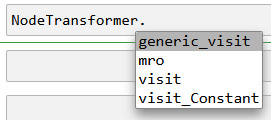 NodeTransformer.
generic_visit
mro
visit
visit_Constant